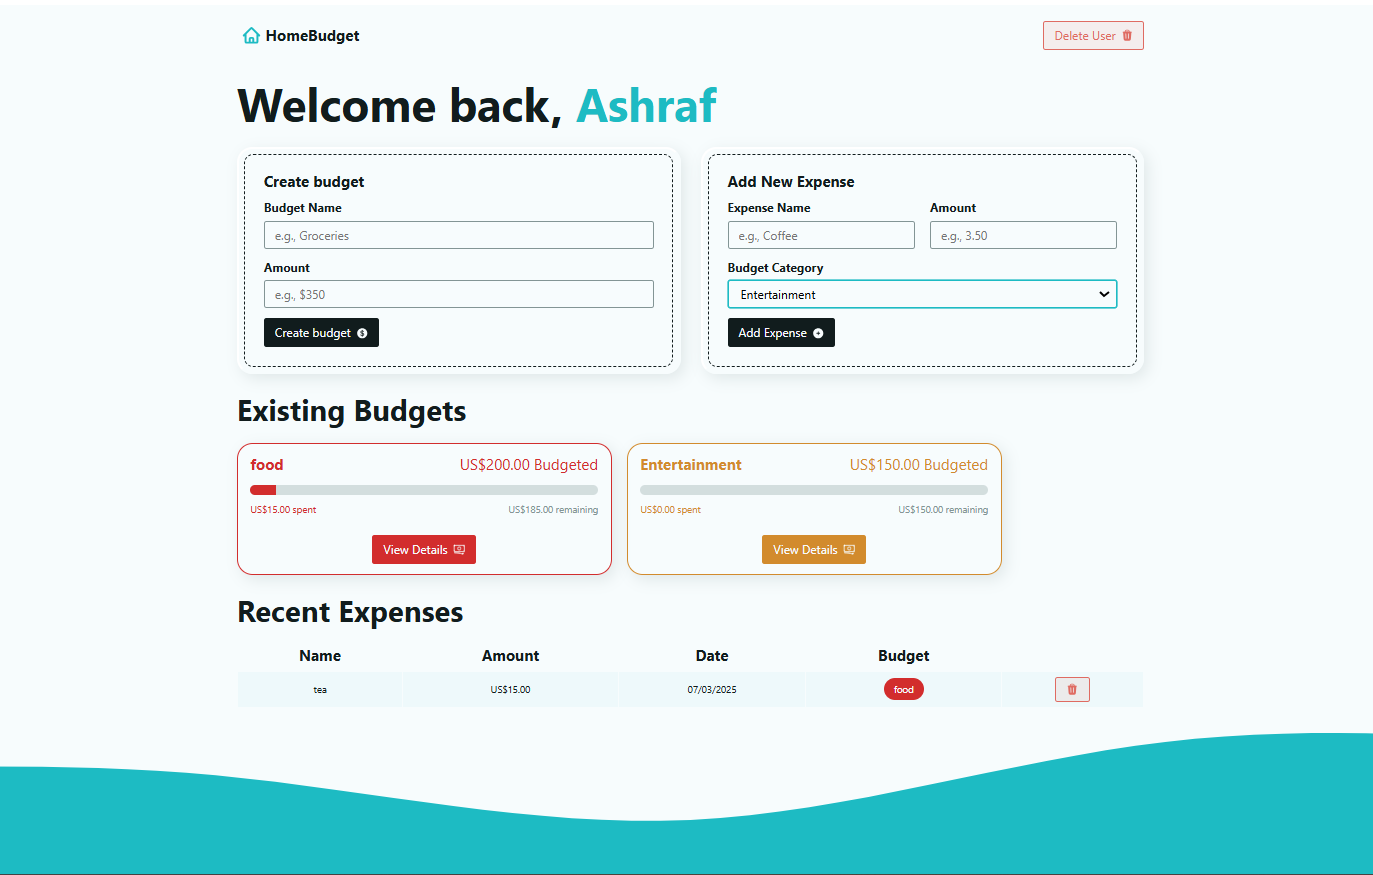 HomeBudget
Delete User
Welcome back, Ashraf
Create budget
Budget Name
e.g., Groceries
Amount
e.g., $350
Create budget
Add New Expense
Expense Name Amount
e.g., Coffee e.g., 3.50
Budget Category
Entertainment
Add Expense
Existing Budgets
food US$200.00 Budgeted
US$15.00 spent US$185.00 remaining
View Details
Entertainment US$150.00 Budgeted
US$0.00 spent US$150.00 remaining
View Details
Recent Expenses
Name Amount Date Budget
tea US$15.00 07/03/2025 food